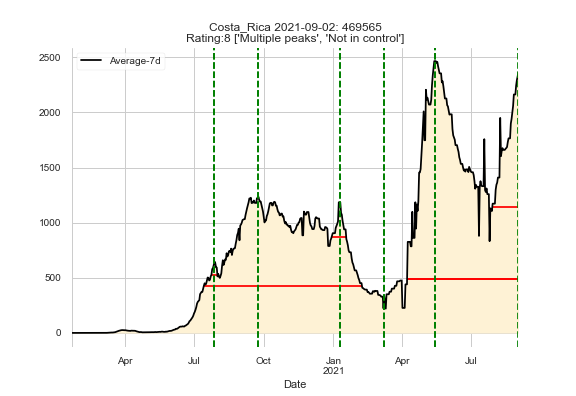 Costa_Rica 2021-09-02: 469565
Rating:8 ['Multiple peaks', 'Not in control']
Average-7d
2500
2000
1500
1000
500
0
Apr
Jul
Oct
Jan
2021
Apr
Jul
Date